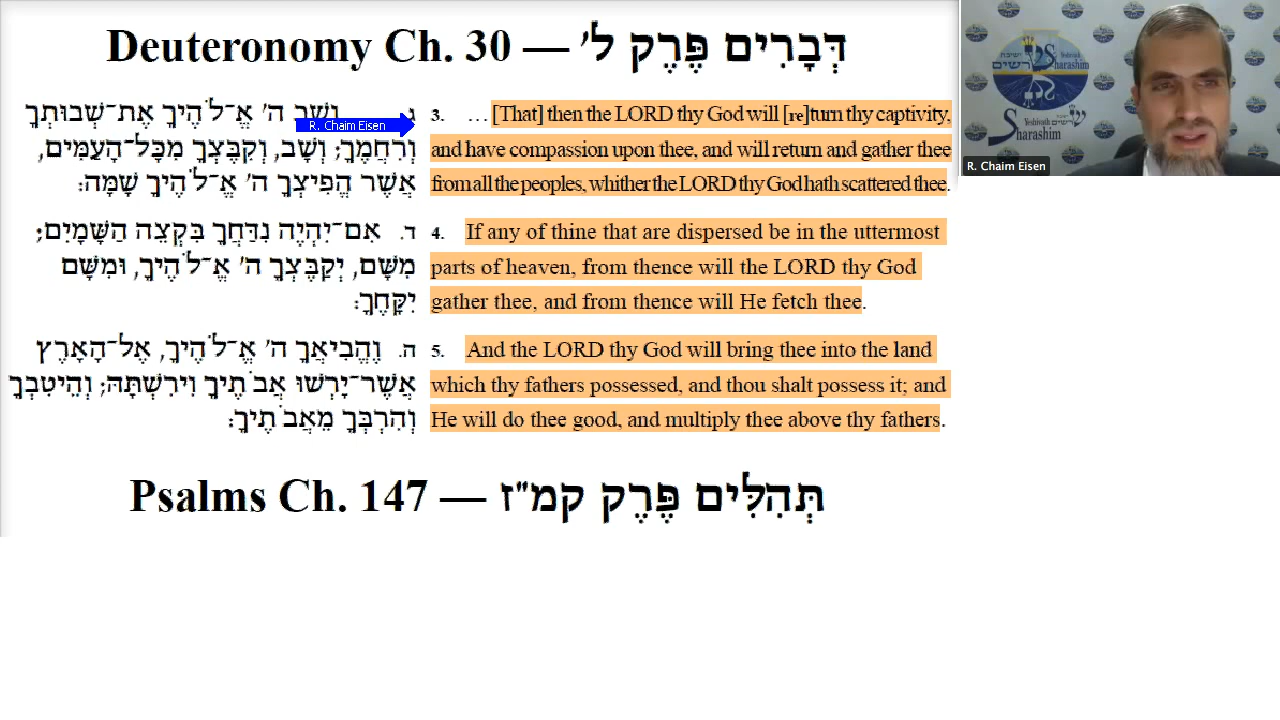 Deuteronomy Ch. 30 — דְּבָרִים פֶּרֶק ל'
ג. ...וְשָׁב ה' אֱ-לֹהֶיךָ אֶת־שְׁבוּתְךָ
וְרִחֲמֶךָ; וְשָׁב, וְקִבֶּצְךָ מִכָּל־הָעַמִּים,
אֲשֶׁר הֱפִיצְךָ ה' אֱ-לֹהֶיךָ שָׁמָּה:
R. Chaim Eisen
3. ... [That] then the LORD thy God will [re]turn thy captivity,
and have compassion upon thee, and will return and gather thee
from all the peoples, whither the LORD thy God hath scattered thee.
ד. אִם־יִהְיֶה נִדַּחֲךָ בִּקְצֵה הַשָּׁמָיִם;
מִשָּׁם, יְקַבֶּצְךָ ה' אֱ-לֹהֶיךָ, וּמִשָּׁם
יִקָּחֶךָ:
4. If any of thine that are dispersed be in the uttermost
parts of heaven, from thence will the LORD thy God
gather thee, and from thence will He fetch thee.
ה. וֶהֱבִיאֲךָ ה' אֱ-לֹהֶיךָ, אֶל־הָאָרֶץ
אֲשֶׁר־יָרְשׁוּ אֲבֹתֶיךָ וִירִשְׁתָּהּ; וְהֵיטִבְךָ
וְהִרְבְּךָ מֵאֲבֹתֶיךָ:
5. And the LORD thy God will bring thee into the land
which thy fathers possessed, and thou shalt possess it; and
He will do thee good, and multiply thee above thy fathers.
Psalms Ch. 147 — תְּהִלִּים פֶּרֶק קמ"ז
ישיבת
שרשים
Yeshivath
Sharashim
Yeshivath
Sharashim
R. Chaim Eisen